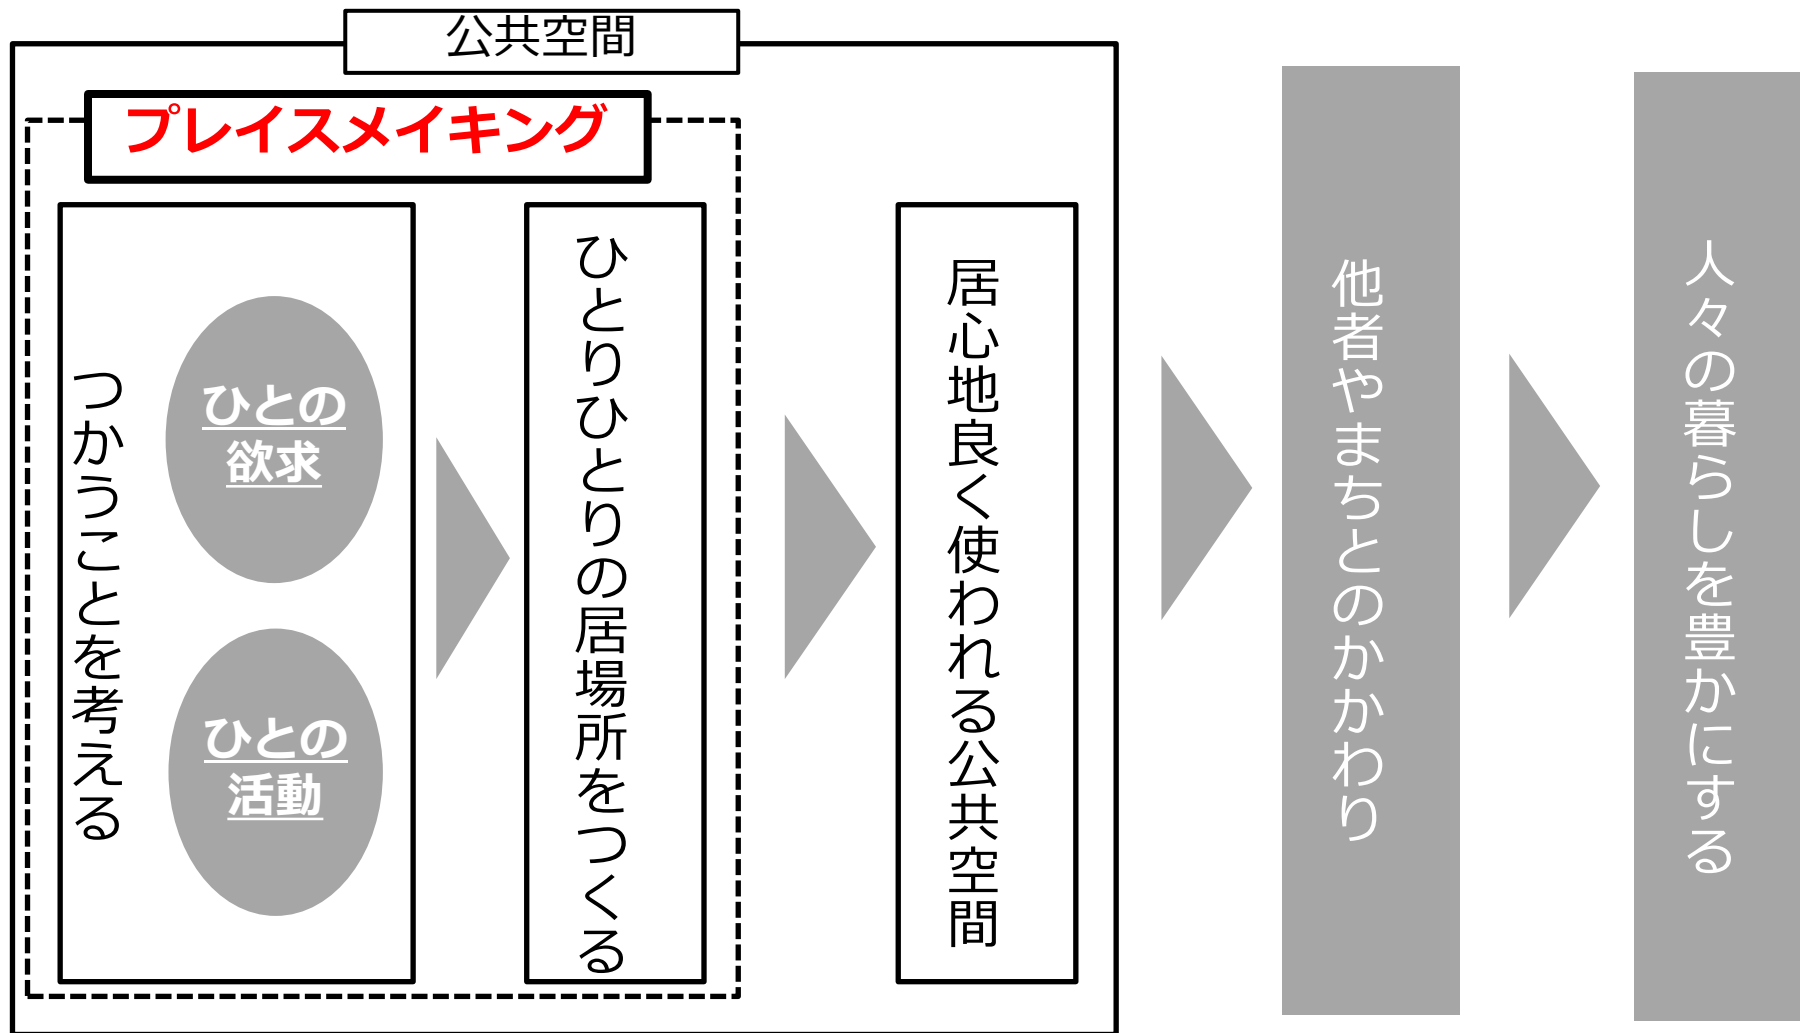 公共空間
プレイスメイキング
つかうことを考える
ひとの
欲求
ひとの
活動
ひとりひとりの居場所をつくる
居心地良く使われる公共空間
他者やまちとのかかわり
人々の暮らしを豊かにする